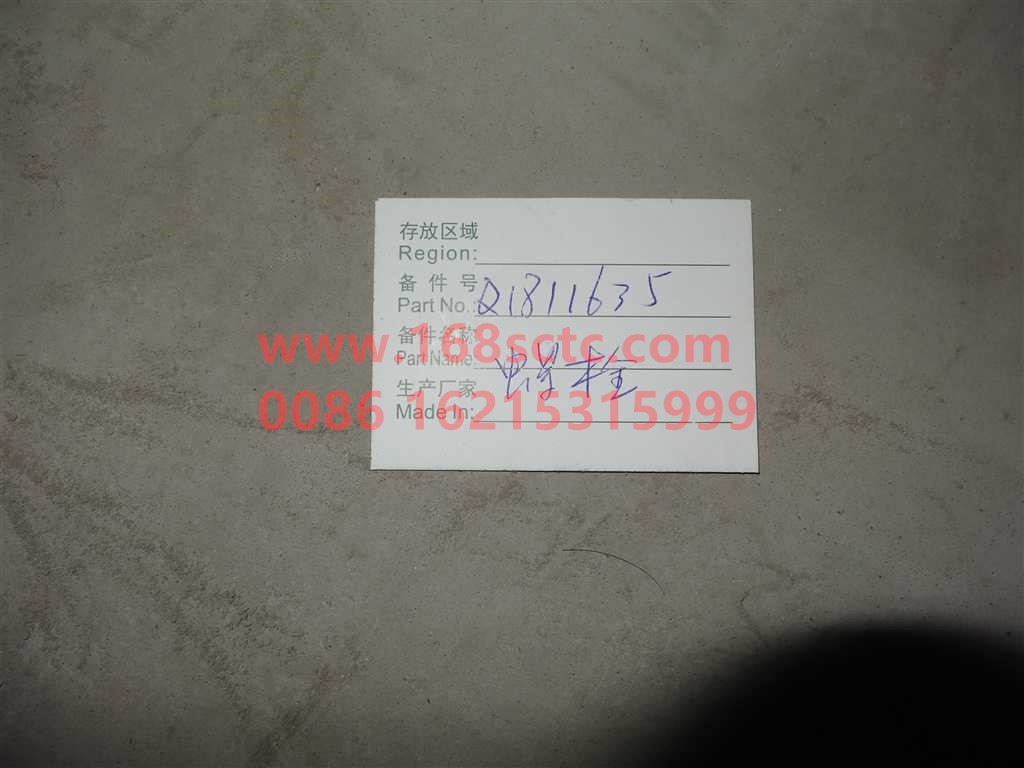 存放区域
Region:
备件号
Part No.: Q1811635
备件名称
Part Name: 螺栓
生产厂家
Made In:
www.168sctc.com
0086 16215315999